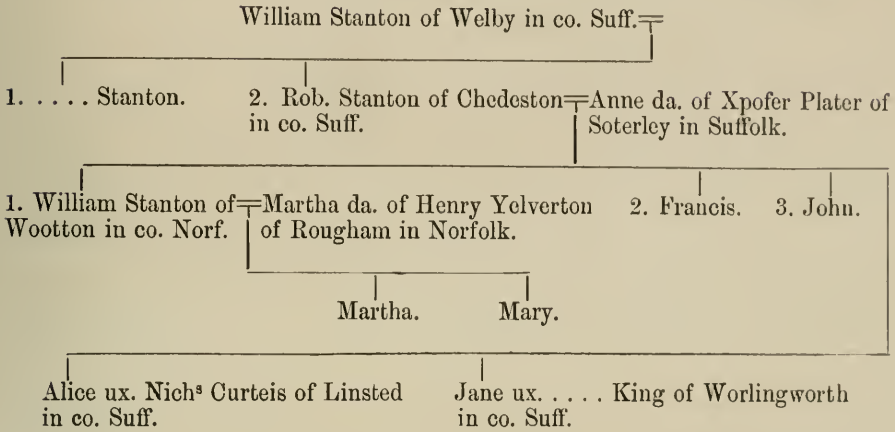 William Stanton of Welby in co. Suff.
1. . . . . . Stanton.
2. Rob. Stanton of Chedeston
in co. Suff.
Anne da. of Xpofer Plater of
Soterley in Suffolk.
1. William Stanton of
Wootton in co. Norf.
Martha da. of Henry Yelverton
of Rougham in Norfolk.
2. Francis.
3. John.
Martha.
Mary.
Alice ux. Nichˢ Curteis of Linsted
in co. Suff.
Jane ux. . . . . . King of Worlingworth
in co. Suff.